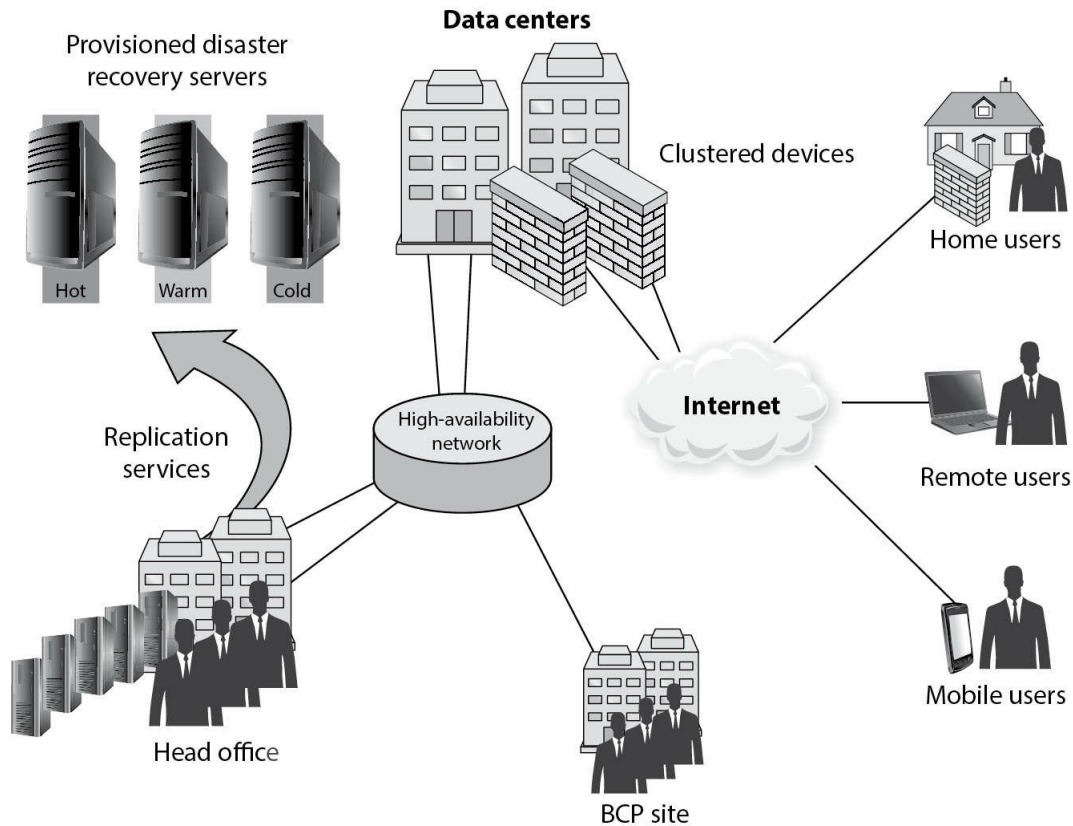 Data centers
Provisioned disaster
recovery servers
Clustered devices
Hot
Warm
Cold
Home users
High-availability
network
Internet
Replication
services
Remote users
Mobile users
Head office
BCP site